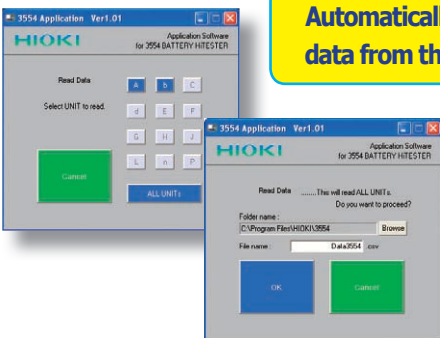 Automaticall
data from th
3554 Application Ver1.01
HIOKI
Application Software
for 3554 BATTERY HiTESTER
Read Data
Select UNIT to read.
A b C
d E F
G H J
L n P
Cancel
ALL UNITs
3554 Application Ver1.01
HIOKI
Application Software
for 3554 BATTERY HiTESTER
Read Data ........This will read ALL UNITs.
Do you want to proceed?
Folder name :
C:\Program Files\HIOKI\3554
Browse
File name :
Data3554 .csv
OK
Cancel